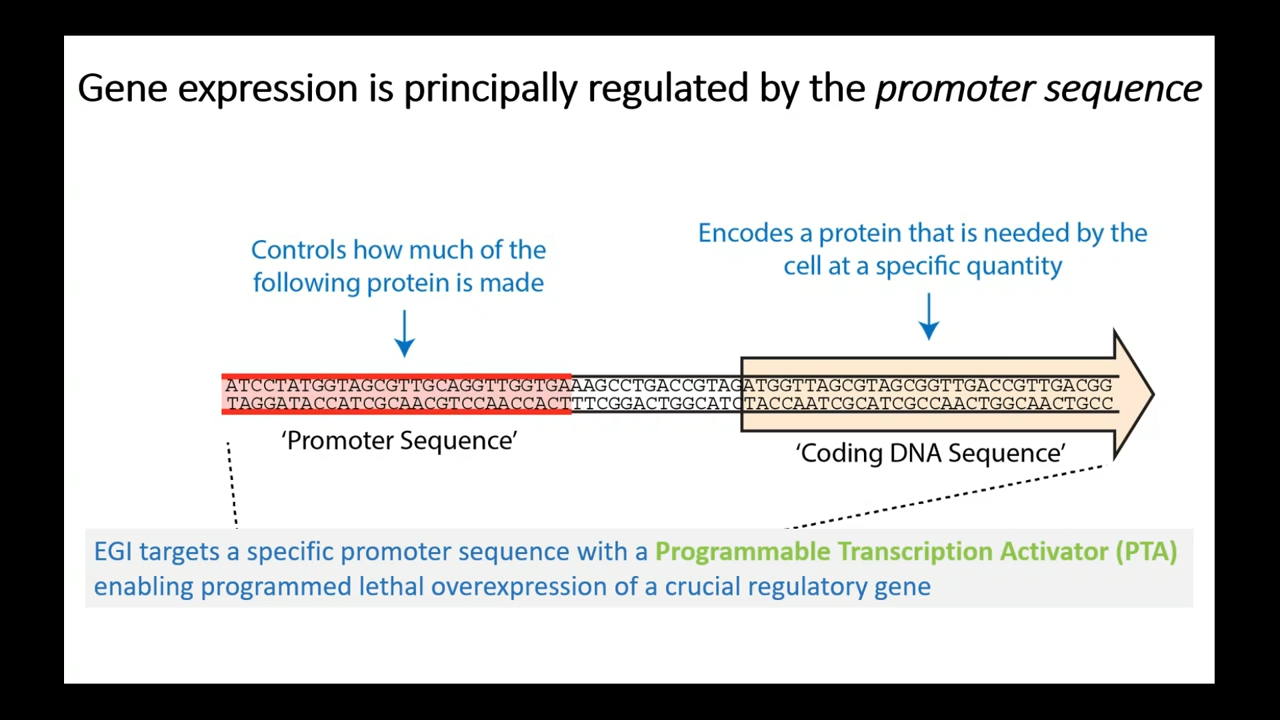 Gene expression is principally regulated by the promoter sequence
Controls how much of the
following protein is made
Encodes a protein that is needed by the
cell at a specific quantity
ATCCTATGGTAGCGTTGCAGGTTGGTGAAAGCCTGACCGTAGATGGTTAGCGTAGCGGTTGACCGTTGACGG
TAGGATACCATCGCAACGTCCAACCACTTTCGGACTGGCATCTACCAATCGCATCGCCAACTGGCAACTGCC
‘Promoter Sequence’
‘Coding DNA Sequence’
EGI targets a specific promoter sequence with a Programmable Transcription Activator (PTA)
enabling programmed lethal overexpression of a crucial regulatory gene